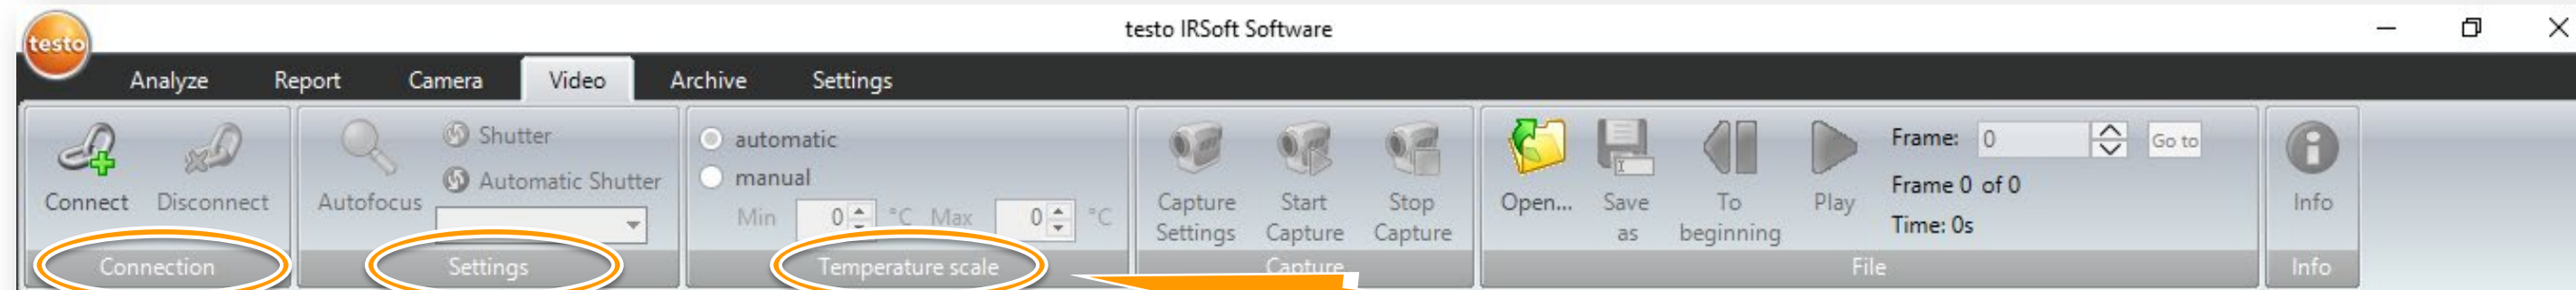 testo
testo IRSoft Software
Analyze Report Camera Video Archive Settings
Connect Disconnect
Connection
Autofocus
Shutter
Automatic Shutter
Settings
automatic
manual
Min 0 °C Max 0 °C
Temperature scale
Capture Settings
Start Capture
Stop Capture
Capture
Open...
Save as
To beginning
Play
Frame: 0 Go to
Frame 0 of 0
Time: 0s
File
Info
Info